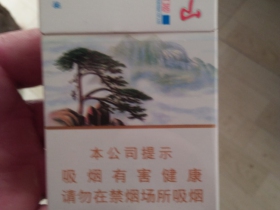 山
本公司提示
吸烟有害健康
请勿在禁烟场所吸烟